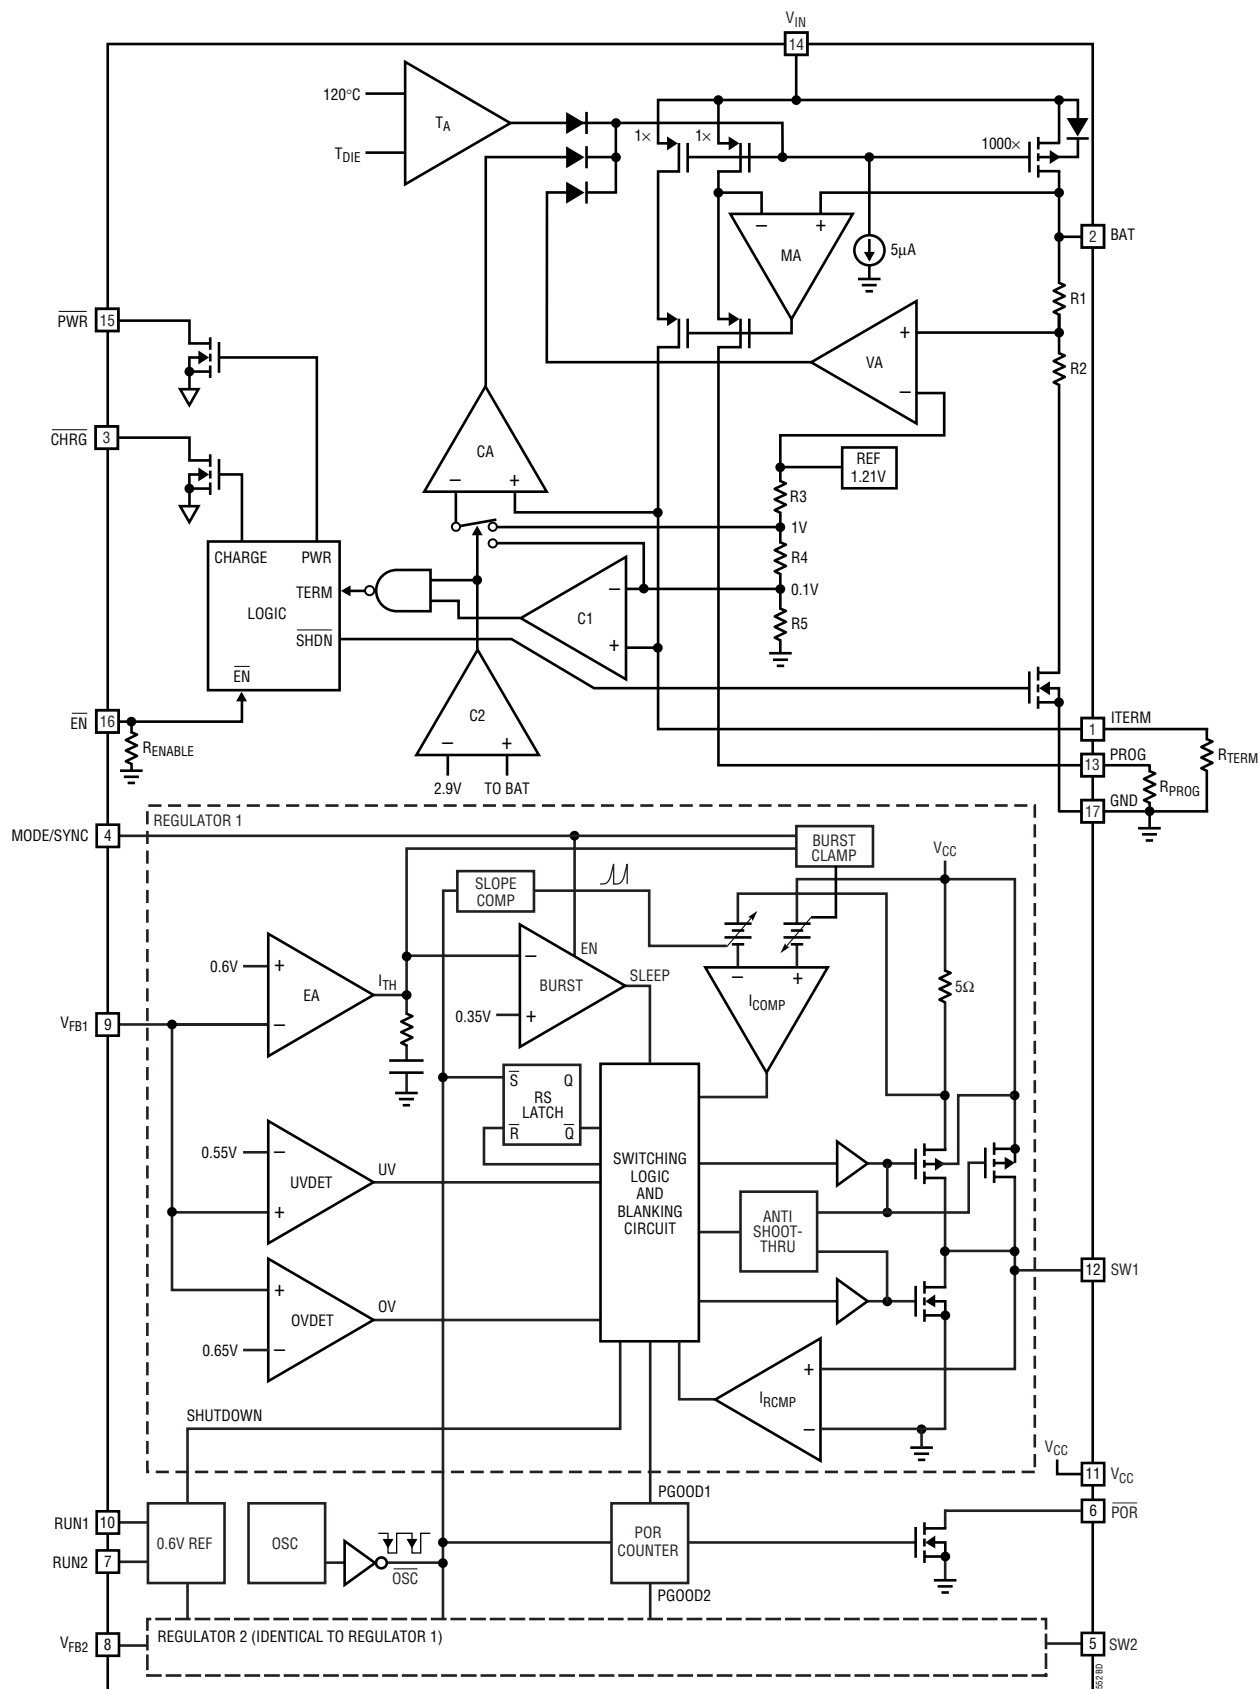 VIN
14
120°C
TA
TDIE
1×
1×
1000×
– +
MA
5µA
2 BAT
R1
PWR 15
+
VA
–
R2
CHRG 3
CA
– +
REF
1.21V
R3
1V
CHARGE PWR
TERM
LOGIC
SHDN
EN
R4
–
0.1V
C1
+
R5
EN 16
RENABLE
C2
– +
2.9V TO BAT
1 ITERM
13 PROG
RTERM
RPROG
17 GND
REGULATOR 1
MODE/SYNC 4
BURST
CLAMP
VCC
SLOPE
COMP
EN
0.6V +
EA
–
ITH
–
BURST
0.35V +
SLEEP
– +
ICOMP
5Ω
VFB1 9
S Q
RS
LATCH
R Q
0.55V –
UVDET
+
UV
SWITCHING
LOGIC
AND
BLANKING
CIRCUIT
ANTI
SHOOT-
THRU
12 SW1
+
OVDET
0.65V –
OV
+
IRCMP
–
SHUTDOWN
VCC
11 VCC
PGOOD1
RUN1 10
RUN2 7
0.6V REF
OSC
OSC
POR
COUNTER
6 POR
PGOOD2
VFB2 8
REGULATOR 2 (IDENTICAL TO REGULATOR 1)
5 SW2